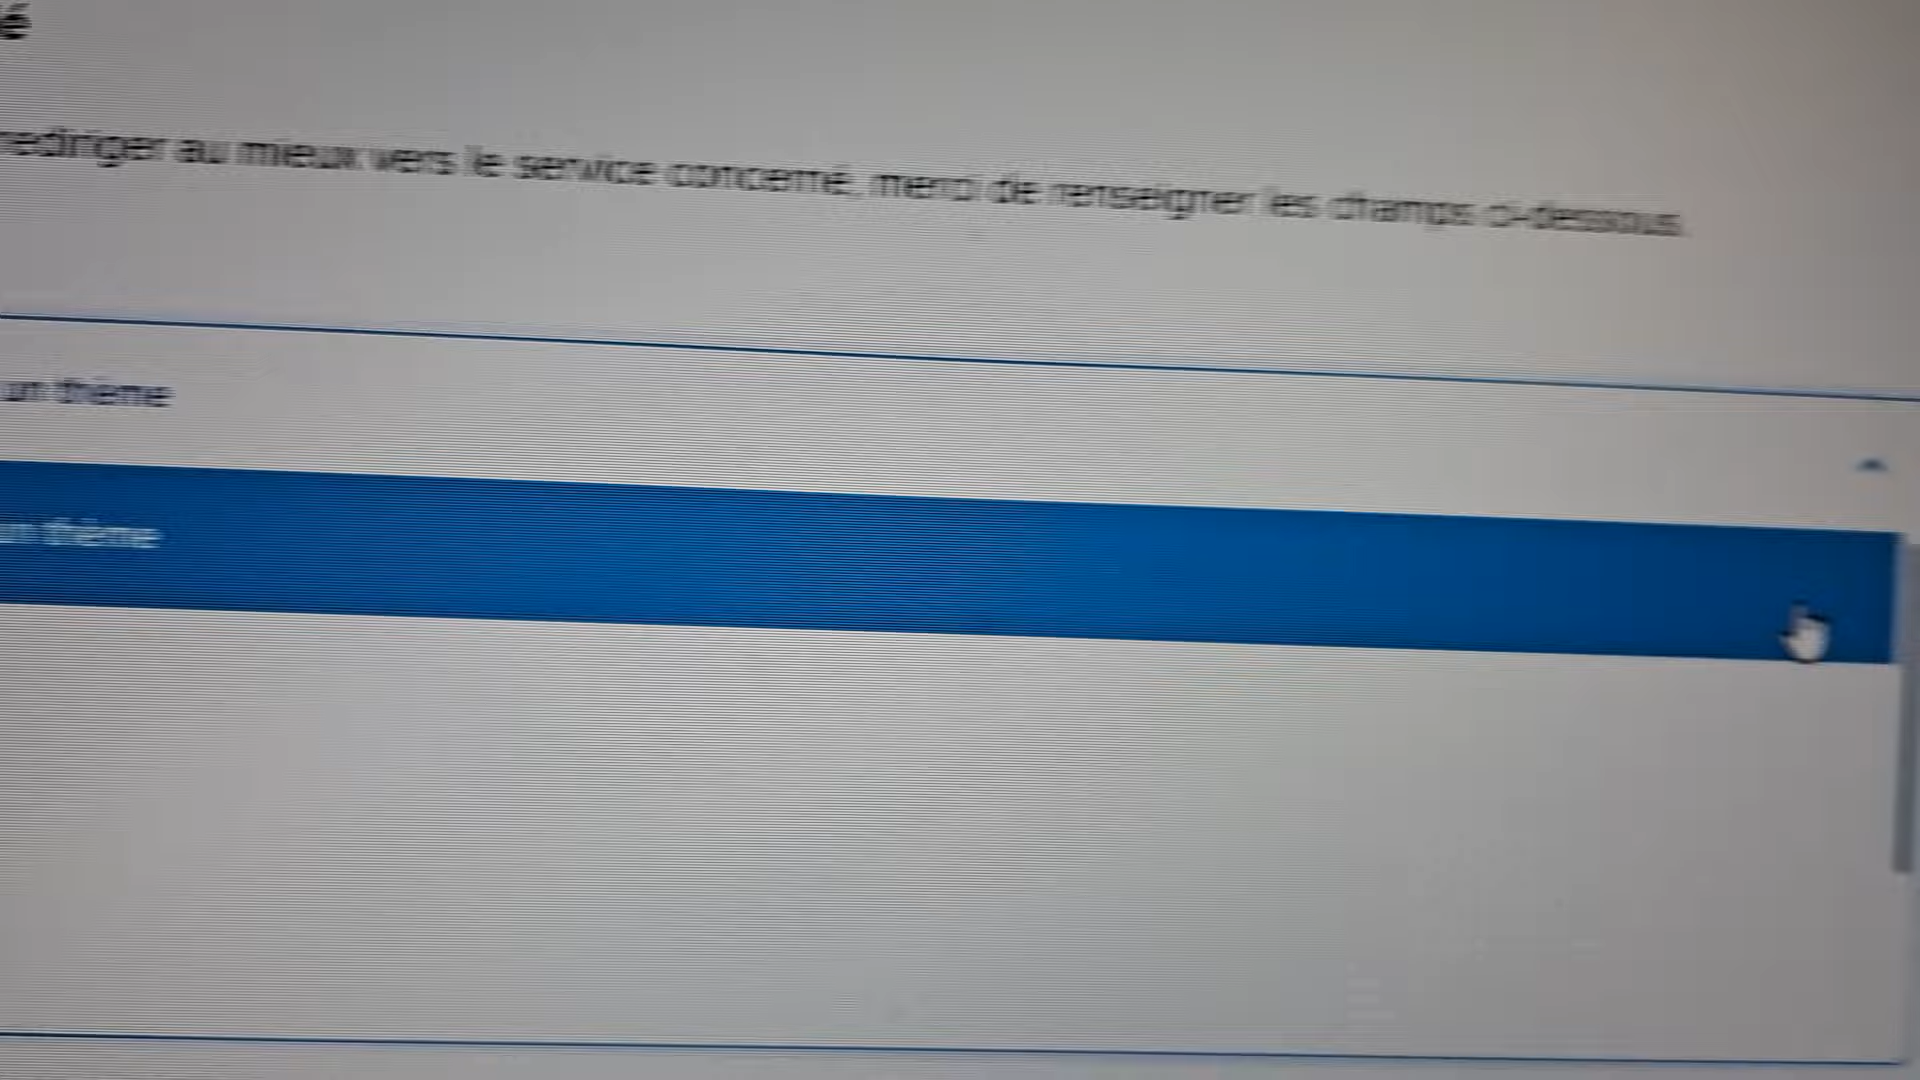 é
rediriger au mieux vers le service concerné, merci de renseigner les champs ci-dessous.
un thème
un thème